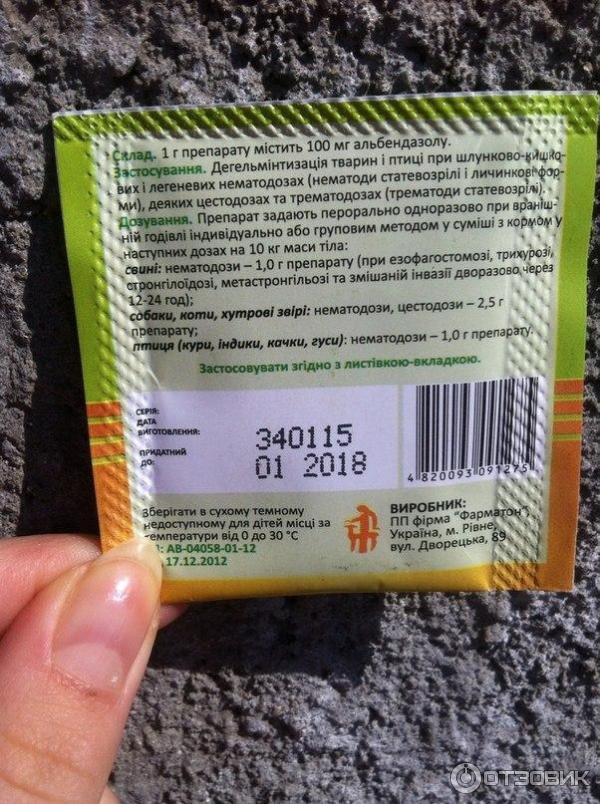 Склад. 1 г препарату містить 100 мг альбендазолу.
Застосування. Дегельмінтизація тварин і птиці при шлунково-кишко-
вих і легеневих нематодозах (нематоди статевозрілі і личинкові фор-
ми), деяких цестодозах та трематодозах (трематоди статевозрілі).
Дозування. Препарат задають перорально одноразово при враніш-
ній годівлі індивідуально або груповим методом у суміші з кормом у
наступних дозах на 10 кг маси тіла:
свині: нематодози – 1,0 г препарату (при езофагостомозі, трихурозі,
стронгілоїдозі, метастронгільозі та змішаній інвазії дворазово через
12-24 год);
собаки, коти, хутрові звірі: нематодози, цестодози – 2,5 г
препарату;
птиця (кури, індики, качки, гуси): нематодози – 1,0 г препарату.
Застосовувати згідно з листівкою-вкладкою.
СЕРІЯ:
ДАТА
ВИГОТОВЛЕННЯ:
340115
ПРИДАТНИЙ
ДО:
01 2018
4 820093 091275
Зберігати в сухому темному
недоступному для дітей місці за
температури від 0 до 30 °С
АВ-04058-01-12
17.12.2012
ВИРОБНИК:
ПП фірма "Фарматон",
Україна, м. Рівне,
вул. Дворецька, 89
ОТЗОВИК